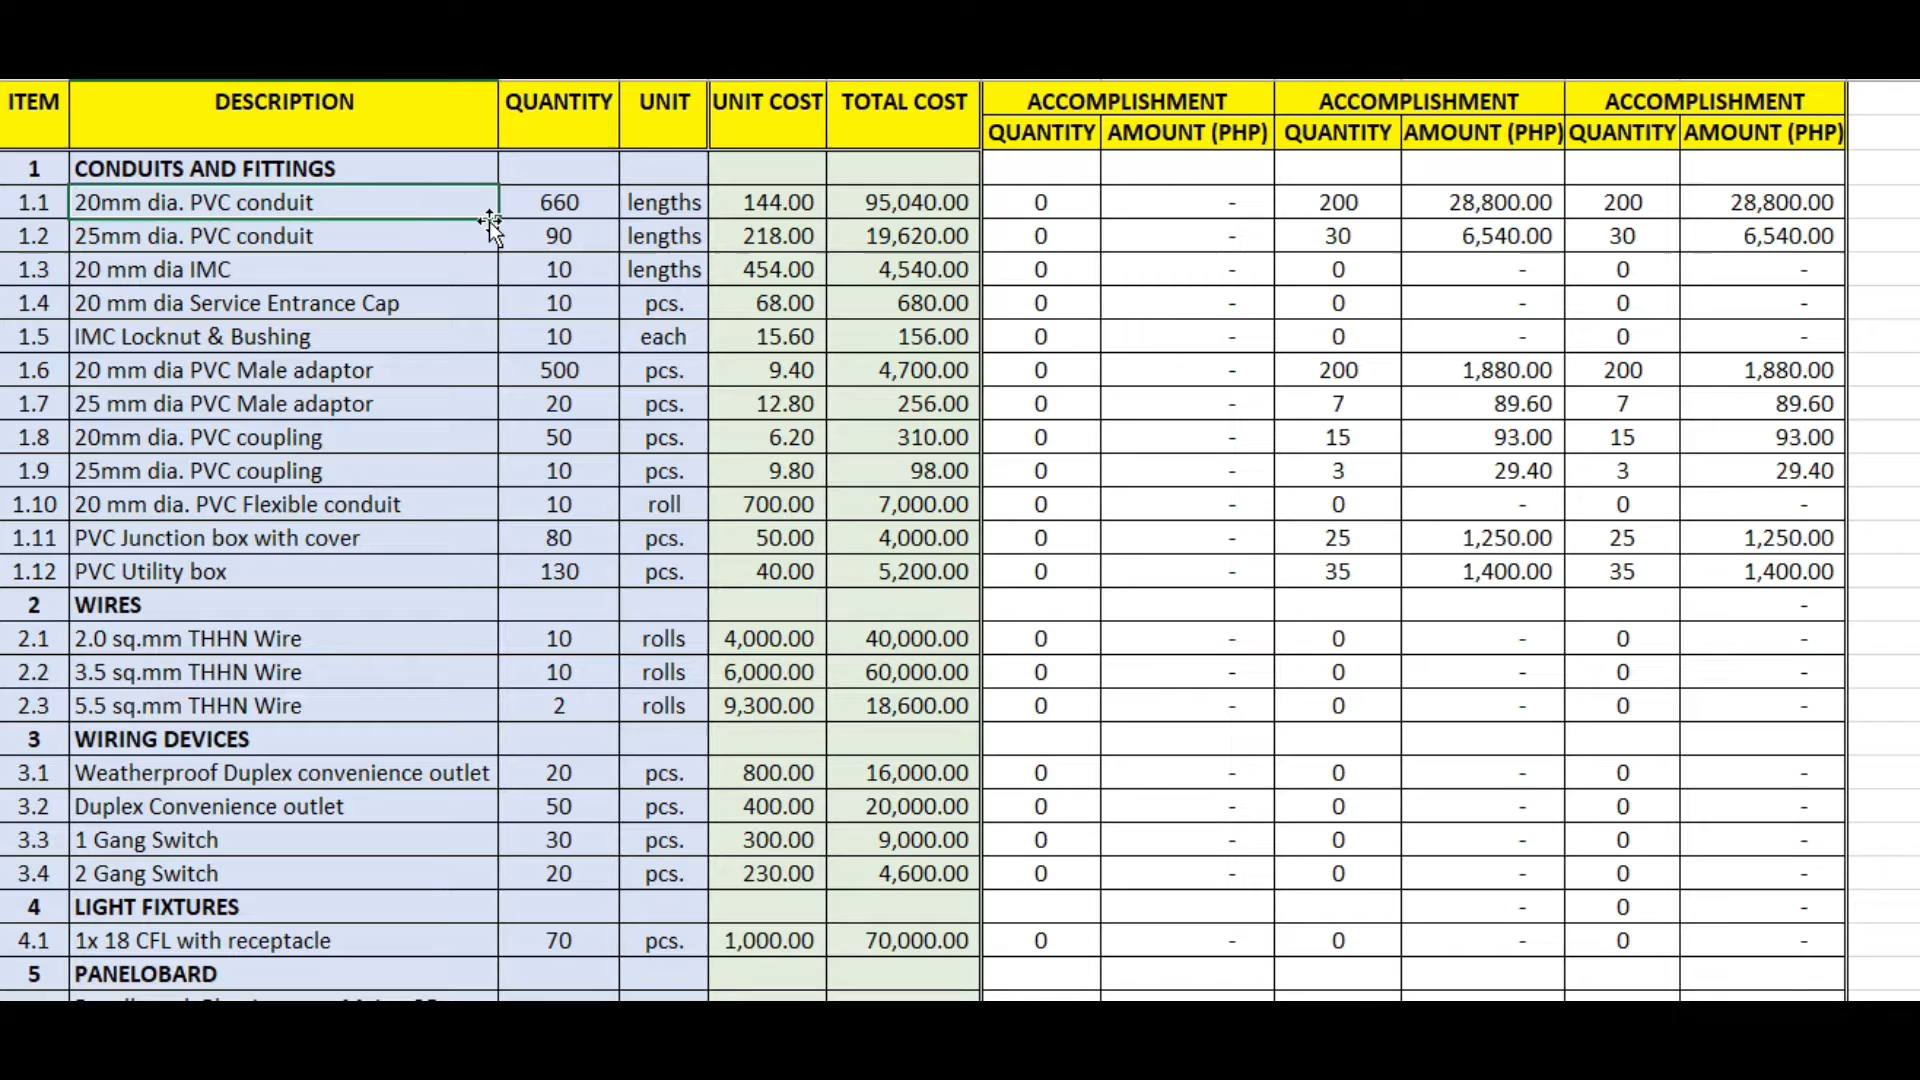 ITEM DESCRIPTION QUANTITY UNIT UNIT COST TOTAL COST ACCOMPLISHMENT ACCOMPLISHMENT ACCOMPLISHMENT
QUANTITY AMOUNT (PHP) QUANTITY AMOUNT (PHP) QUANTITY AMOUNT (PHP)
1 CONDUITS AND FITTINGS
1.1 20mm dia. PVC conduit 660 lengths 144.00 95,040.00 0 - 200 28,800.00 200 28,800.00
1.2 25mm dia. PVC conduit 90 lengths 218.00 19,620.00 0 - 30 6,540.00 30 6,540.00
1.3 20 mm dia IMC 10 lengths 454.00 4,540.00 0 - 0 - 0 -
1.4 20 mm dia Service Entrance Cap 10 pcs. 68.00 680.00 0 - 0 - 0 -
1.5 IMC Locknut & Bushing 10 each 15.60 156.00 0 - 0 - 0 -
1.6 20 mm dia PVC Male adaptor 500 pcs. 9.40 4,700.00 0 - 200 1,880.00 200 1,880.00
1.7 25 mm dia PVC Male adaptor 20 pcs. 12.80 256.00 0 - 7 89.60 7 89.60
1.8 20mm dia. PVC coupling 50 pcs. 6.20 310.00 0 - 15 93.00 15 93.00
1.9 25mm dia. PVC coupling 10 pcs. 9.80 98.00 0 - 3 29.40 3 29.40
1.10 20 mm dia. PVC Flexible conduit 10 roll 700.00 7,000.00 0 - 0 - 0 -
1.11 PVC Junction box with cover 80 pcs. 50.00 4,000.00 0 - 25 1,250.00 25 1,250.00
1.12 PVC Utility box 130 pcs. 40.00 5,200.00 0 - 35 1,400.00 35 1,400.00
2 WIRES -
2.1 2.0 sq.mm THHN Wire 10 rolls 4,000.00 40,000.00 0 - 0 - 0 -
2.2 3.5 sq.mm THHN Wire 10 rolls 6,000.00 60,000.00 0 - 0 - 0 -
2.3 5.5 sq.mm THHN Wire 2 rolls 9,300.00 18,600.00 0 - 0 - 0 -
3 WIRING DEVICES
3.1 Weatherproof Duplex convenience outlet 20 pcs. 800.00 16,000.00 0 - 0 - 0 -
3.2 Duplex Convenience outlet 50 pcs. 400.00 20,000.00 0 - 0 - 0 -
3.3 1 Gang Switch 30 pcs. 300.00 9,000.00 0 - 0 - 0 -
3.4 2 Gang Switch 20 pcs. 230.00 4,600.00 0 - 0 - 0 -
4 LIGHT FIXTURES - 0 -
4.1 1x 18 CFL with receptacle 70 pcs. 1,000.00 70,000.00 0 - 0 - 0 -
5 PANELOBARD